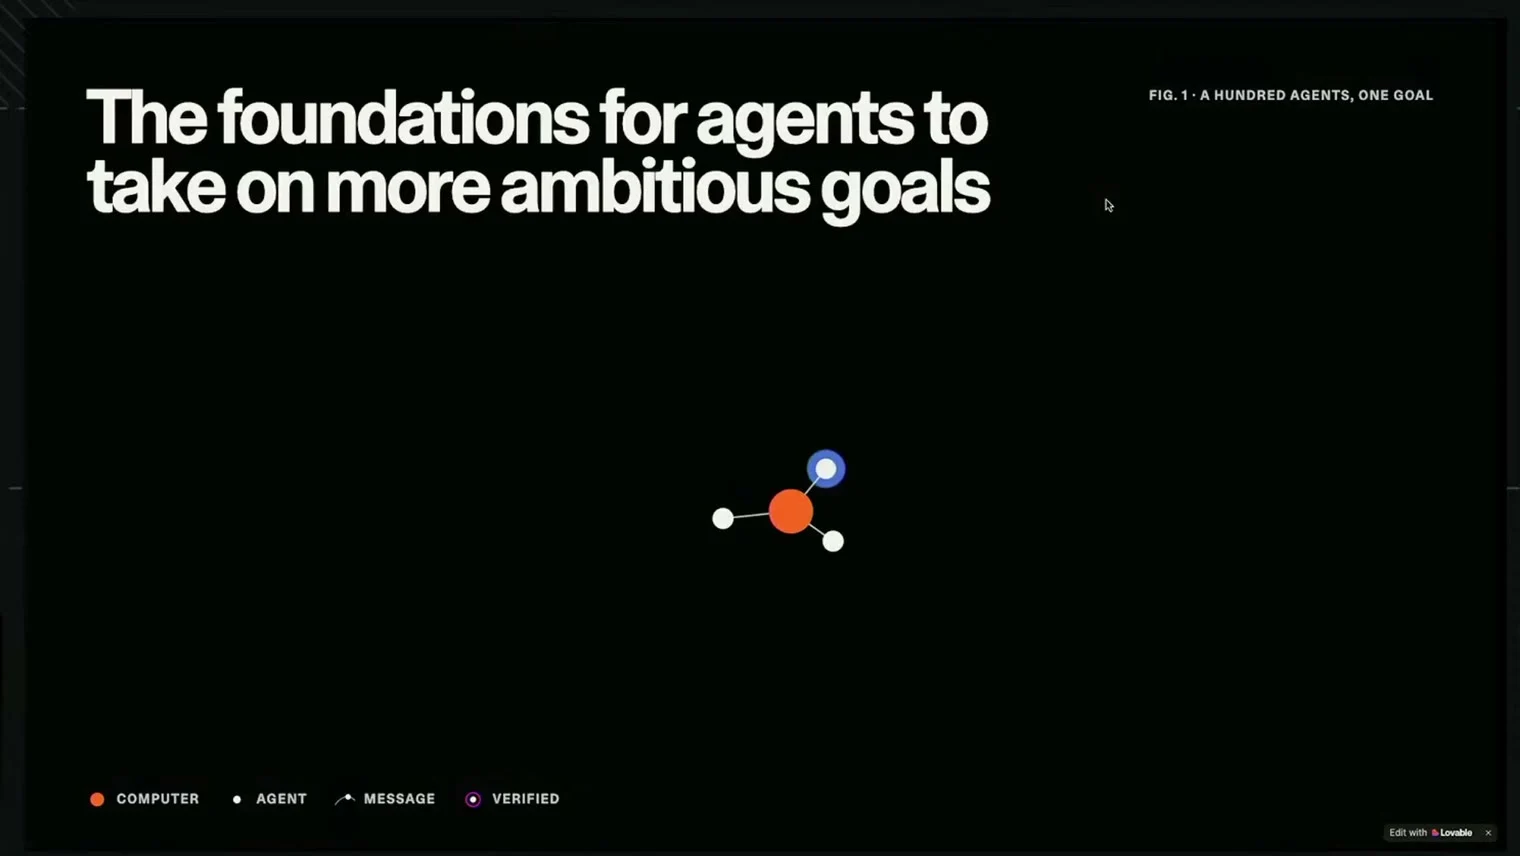 The foundations for agents to
take on more ambitious goals
FIG. 1 · A HUNDRED AGENTS, ONE GOAL
COMPUTER
AGENT
MESSAGE
VERIFIED
Edit with Lovable ×